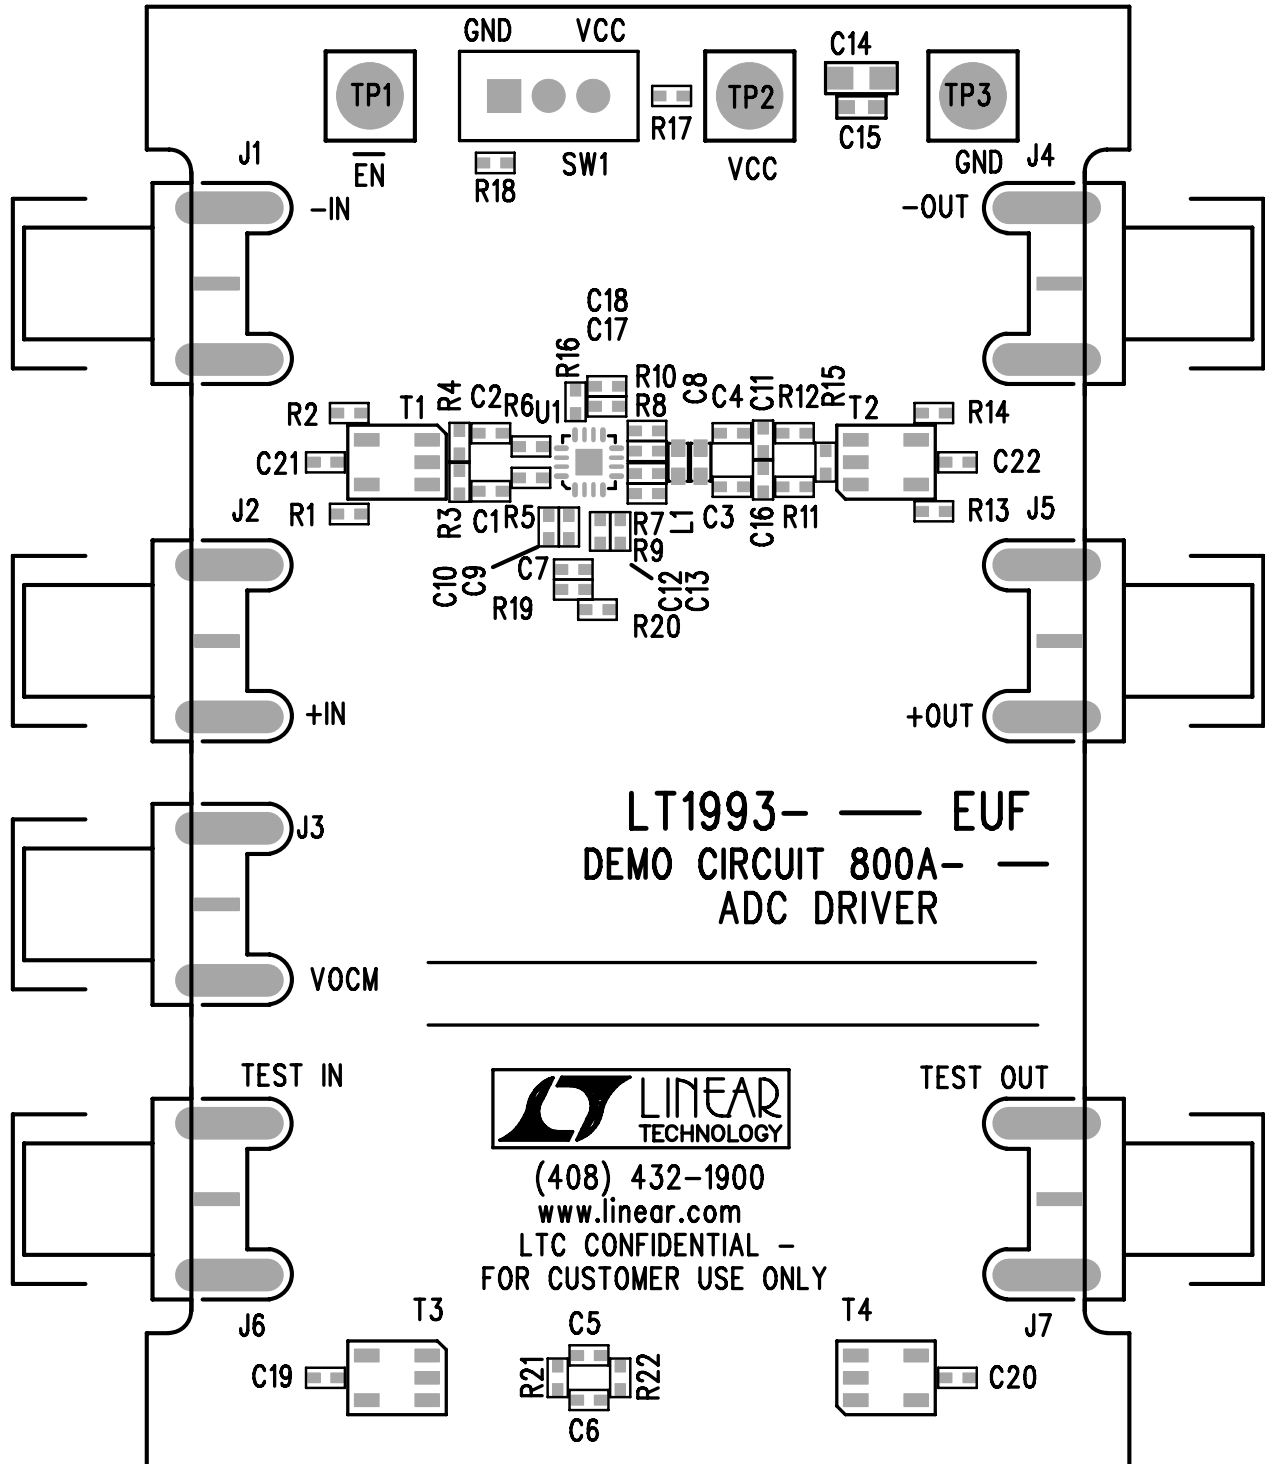 GND VCC
C14
TP1 TP2 TP3
R17
C15
EN
R18
SW1
VCC
GND
J1
J4
-IN
-OUT
C18
C17
R16
R10
R8
C8
C4
C11
R12
R15
T2
R14
R2
T1
R4
C2
R6
U1
C21
C22
J2
R1
R3
C1
R5
R7
R9
L1
C3
C16
R11
R13
J5
C10
C9
C7
C12
C13
R19
R20
+IN
+OUT
LT1993- EUF
DEMO CIRCUIT 800A-
ADC DRIVER
J3
VOCM
TEST IN
TEST OUT
LINEAR
TECHNOLOGY
(408) 432-1900
www.linear.com
LTC CONFIDENTIAL -
FOR CUSTOMER USE ONLY
J6
T3
C5
T4
J7
C19
R21
R22
C20
C6